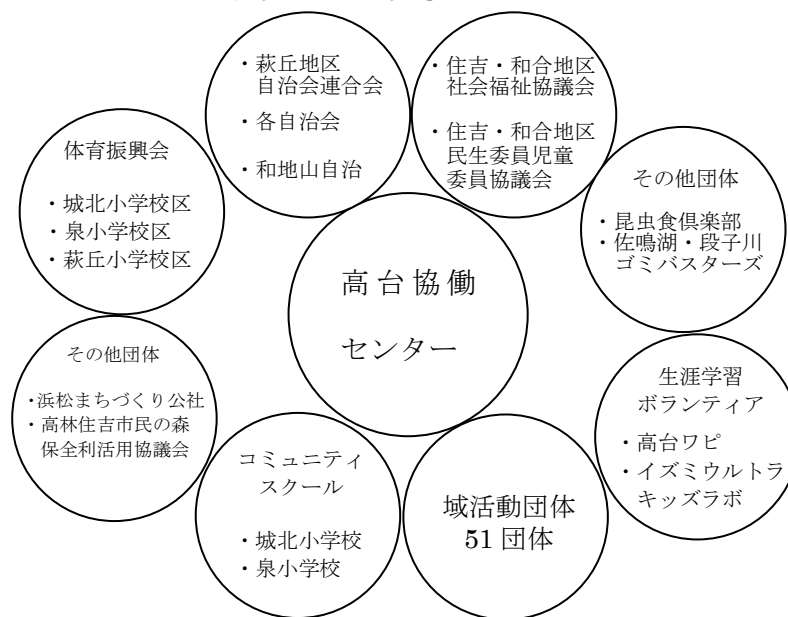 ・萩丘地区
自治会連合会
・各自治会
・和地山自治
・住吉・和合地区
社会福祉協議会
・住吉・和合地区
民生委員児童
委員協議会
体育振興会
・城北小学校区
・泉小学校区
・萩丘小学校区
その他団体
・昆虫食倶楽部
・佐鳴湖・段子川
ゴミバスターズ
高台協働
センター
その他団体
・浜松まちづくり公社
・高林住吉市民の森
保全利活用協議会
生涯学習
ボランティア
・高台ワピ
・イズミウルトラ
キッズラボ
コミュニティ
スクール
・城北小学校
・泉小学校
域活動団体
51団体